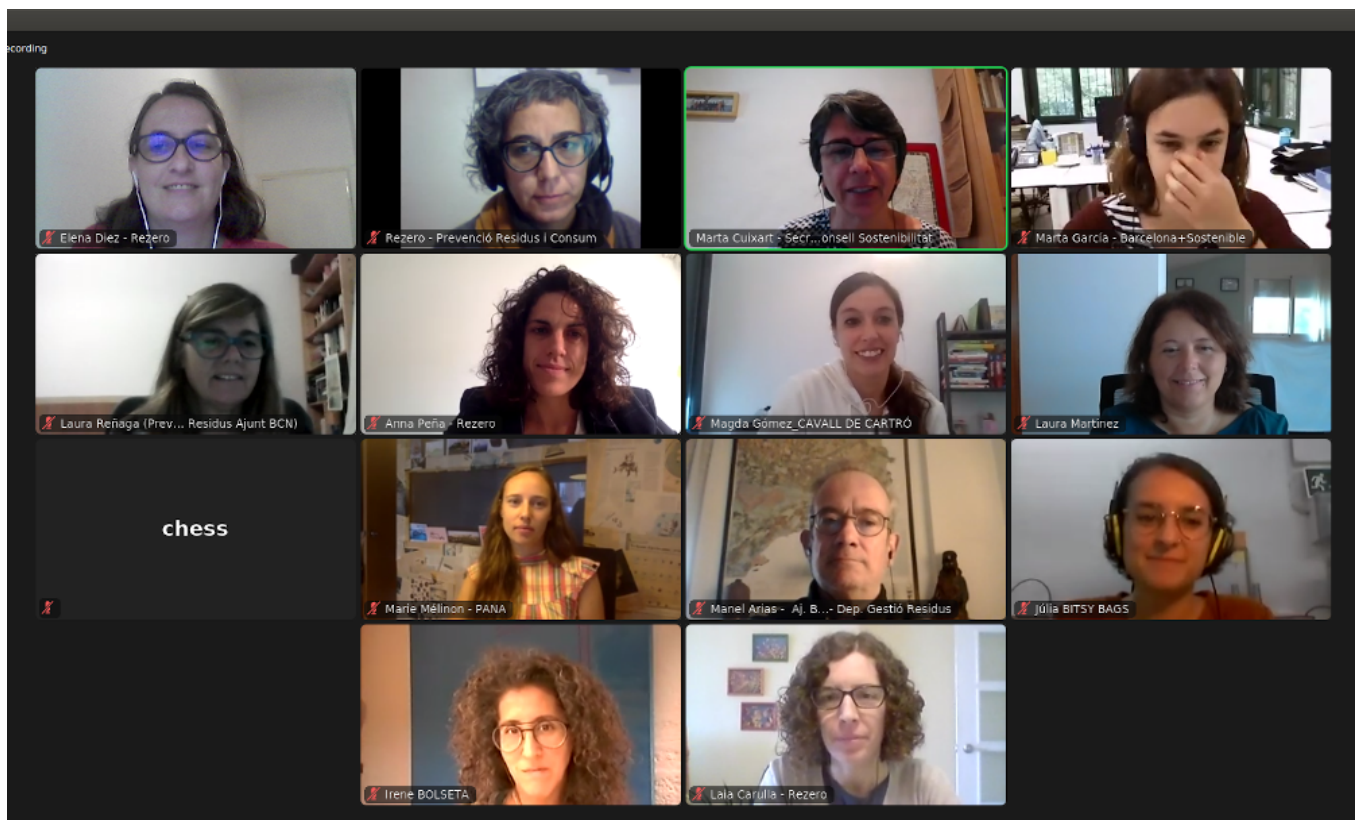 ecording
Elena Diez - Rezero
Rezero - Prevenció Residus i Consum
Marta Cuixart - Secr...onsell Sostenibilitat
Marta García - Barcelona+Sostenible
Laura Reñaga (Prev... Residus Ajunt BCN)
Anna Peña - Rezero
Magda Gómez_CAVALL DE CARTRÓ
Laura Martínez
chess
Marie Mélinon - PANA
Manel Arias - Aj. B...- Dep. Gestió Residus
Júlia BITSY BAGS
Irene BOLSETA
Laia Carulla - Rezero